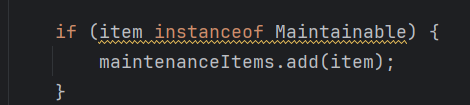 if (item instanceof Maintainable) {
maintenanceItems.add(item);
}